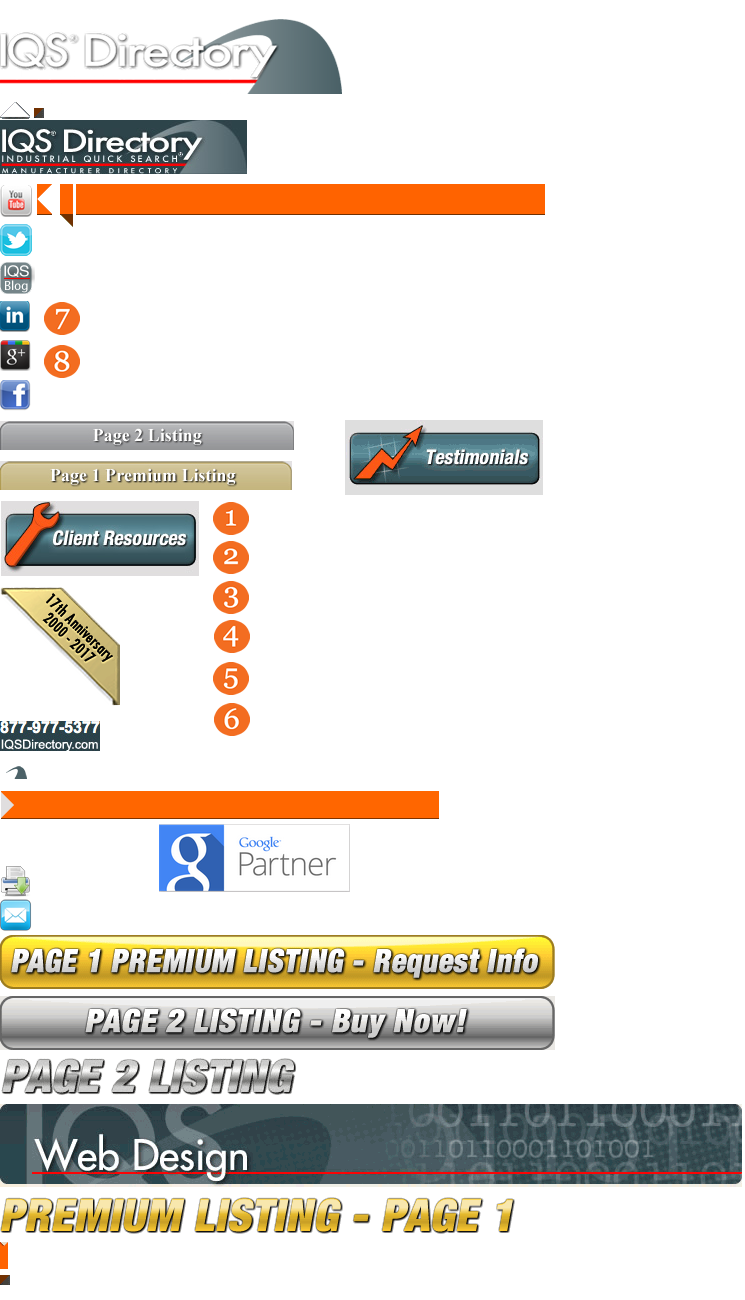 IQS® Directory
IQS® Directory®
INDUSTRIAL QUICK SEARCH
MANUFACTURER DIRECTORY
You
Tube
IQS
Blog
in
7
g+
8
f
Page 2 Listing
Testimonials
Page 1 Premium Listing
Client Resources
1
2
3
17th Anniversary
2000 - 2017
4
5
6
877-977-5377
IQSDirectory.com
g
Google™
Partner
PAGE 1 PREMIUM LISTING - Request Info
PAGE 2 LISTING - Buy Now!
PAGE 2 LISTING
IQS
Web Design
0110110001101001
PREMIUM LISTING - PAGE 1